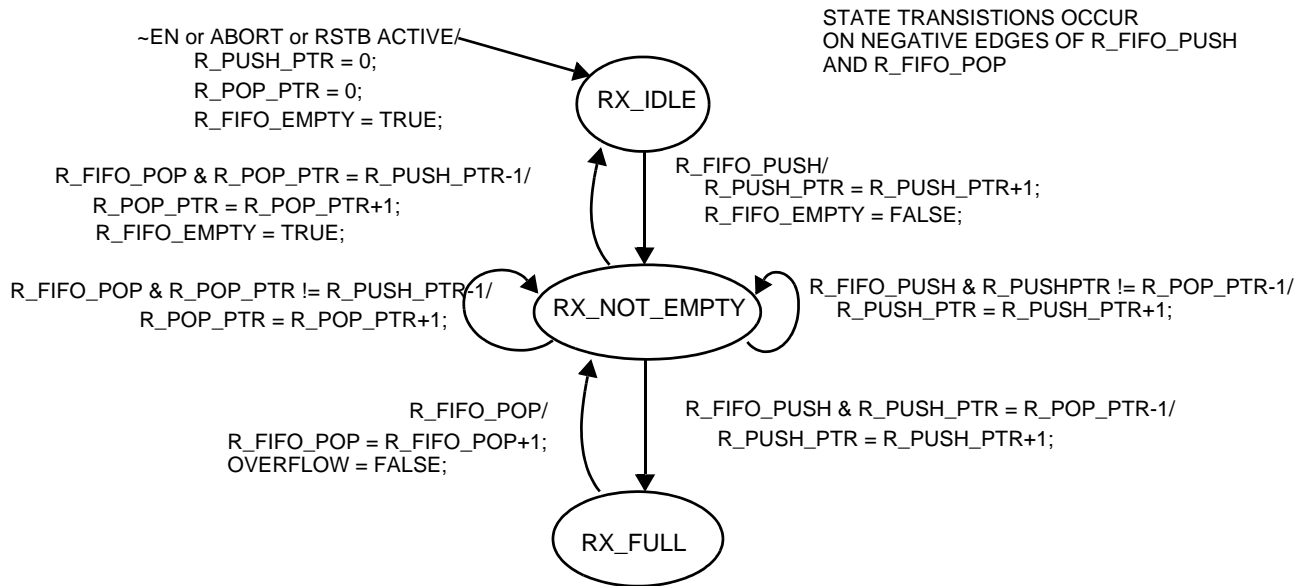 STATE TRANSISTIONS OCCUR
ON NEGATIVE EDGES OF R_FIFO_PUSH
AND R_FIFO_POP
~EN or ABORT or RSTB ACTIVE/
R_PUSH_PTR = 0;
R_POP_PTR = 0;
R_FIFO_EMPTY = TRUE;
RX_IDLE
R_FIFO_POP & R_POP_PTR = R_PUSH_PTR-1/
R_POP_PTR = R_POP_PTR+1;
R_FIFO_EMPTY = TRUE;
R_FIFO_PUSH/
R_PUSH_PTR = R_PUSH_PTR+1;
R_FIFO_EMPTY = FALSE;
R_FIFO_POP & R_POP_PTR != R_PUSH_PTR-1/
R_POP_PTR = R_POP_PTR+1;
RX_NOT_EMPTY
R_FIFO_PUSH & R_PUSHPTR != R_POP_PTR-1/
R_PUSH_PTR = R_PUSH_PTR+1;
R_FIFO_POP/
R_FIFO_POP = R_FIFO_POP+1;
OVERFLOW = FALSE;
R_FIFO_PUSH & R_PUSH_PTR = R_POP_PTR-1/
R_PUSH_PTR = R_PUSH_PTR+1;
RX_FULL